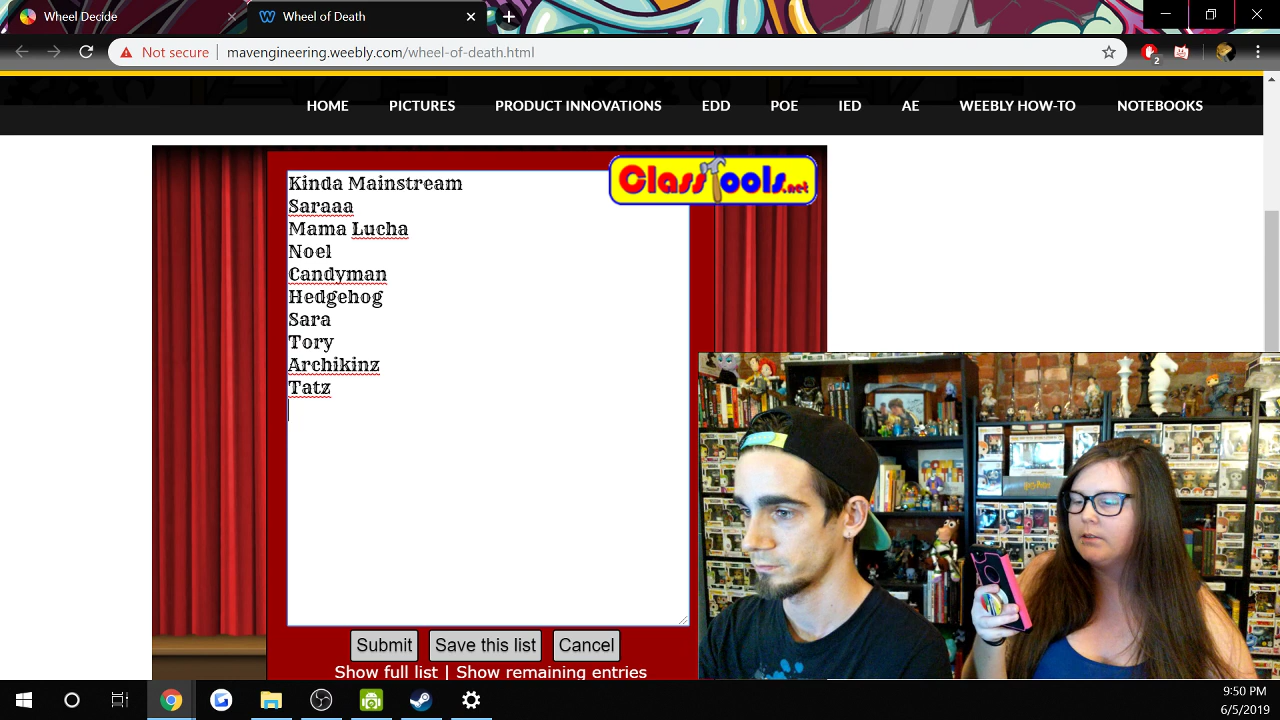 Wheel Decide
Wheel of Death
Not secure
mavengineering.weebly.com/wheel-of-death.html
2
HOME PICTURES PRODUCT INNOVATIONS EDD POE IED AE WEEBLY HOW-TO NOTEBOOKS
ClassTools.net
Kinda Mainstream
Saraaa
Mama Lucha
Noel
Candyman
Hedgehog
Sara
Tory
Archikinz
Tatz
Submit Save this list Cancel
Show full list | Show remaining entries
9:50 PM
6/5/2019